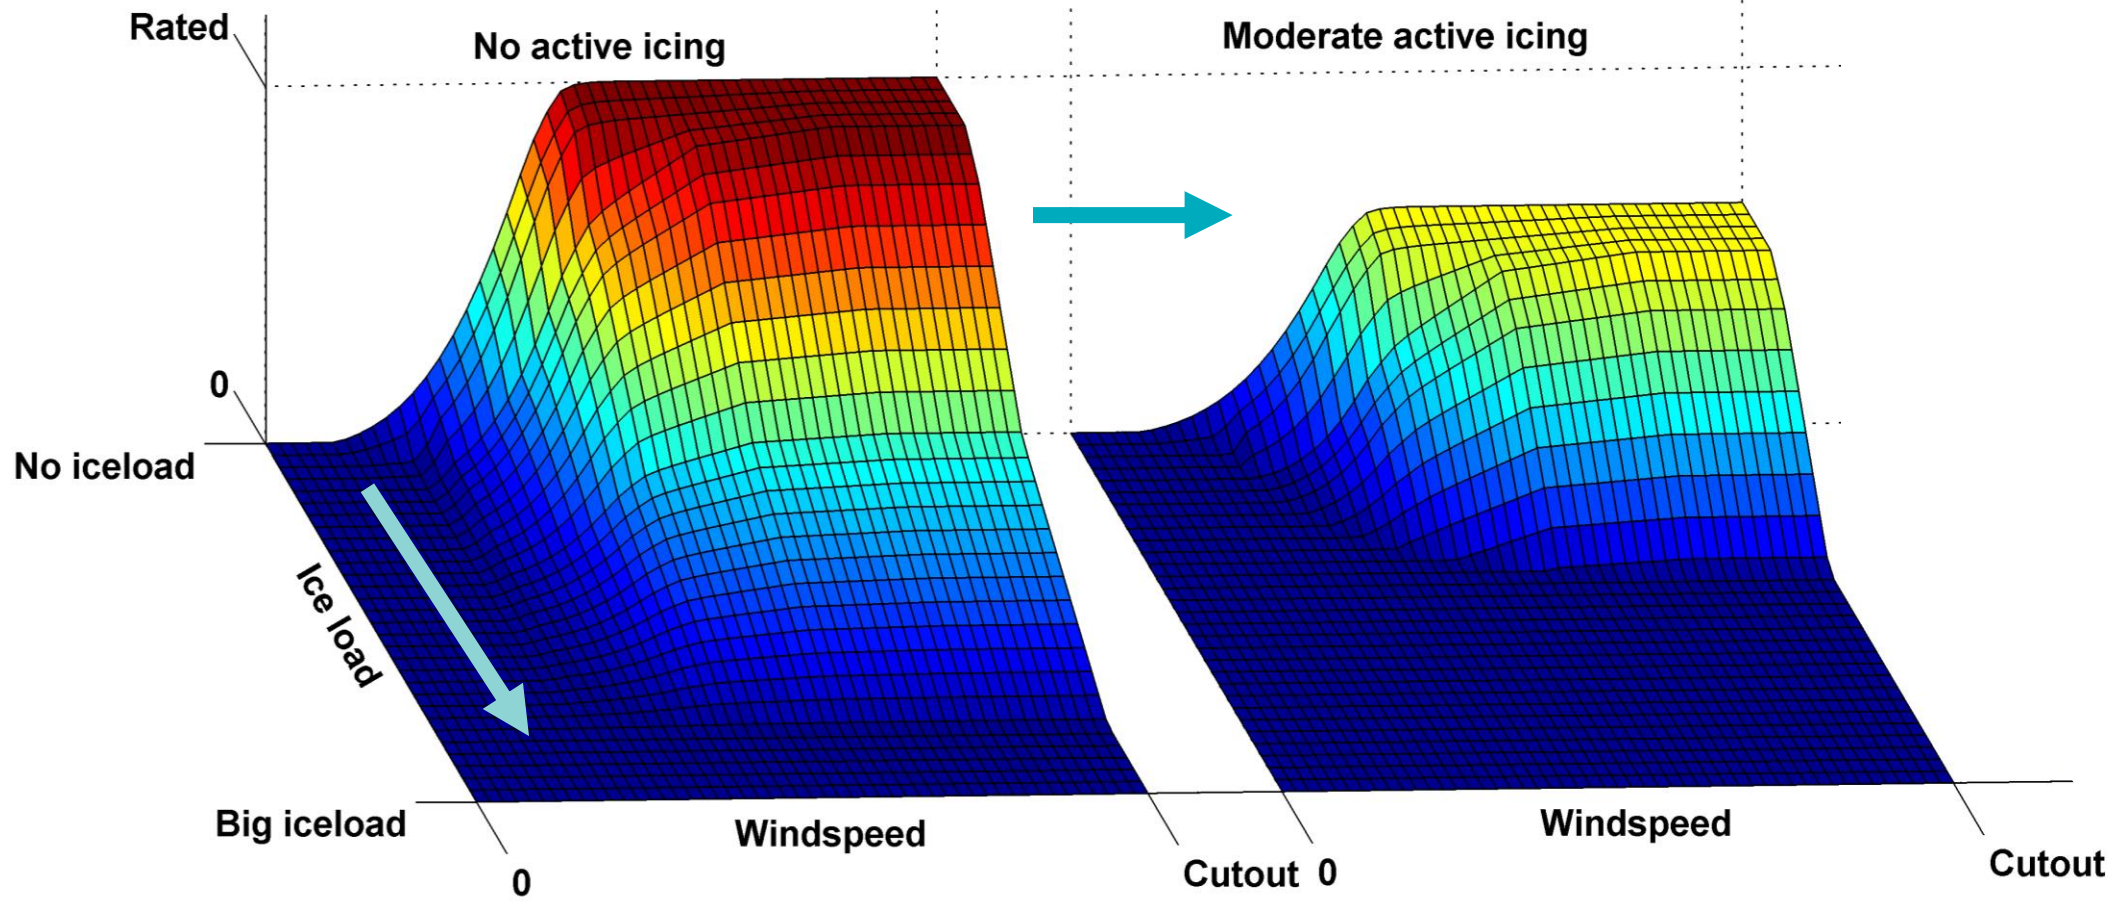 Rated
No active icing
Moderate active icing
0
No iceload
Ice load
Big iceload
Windspeed
Windspeed
0
Cutout
0
Cutout